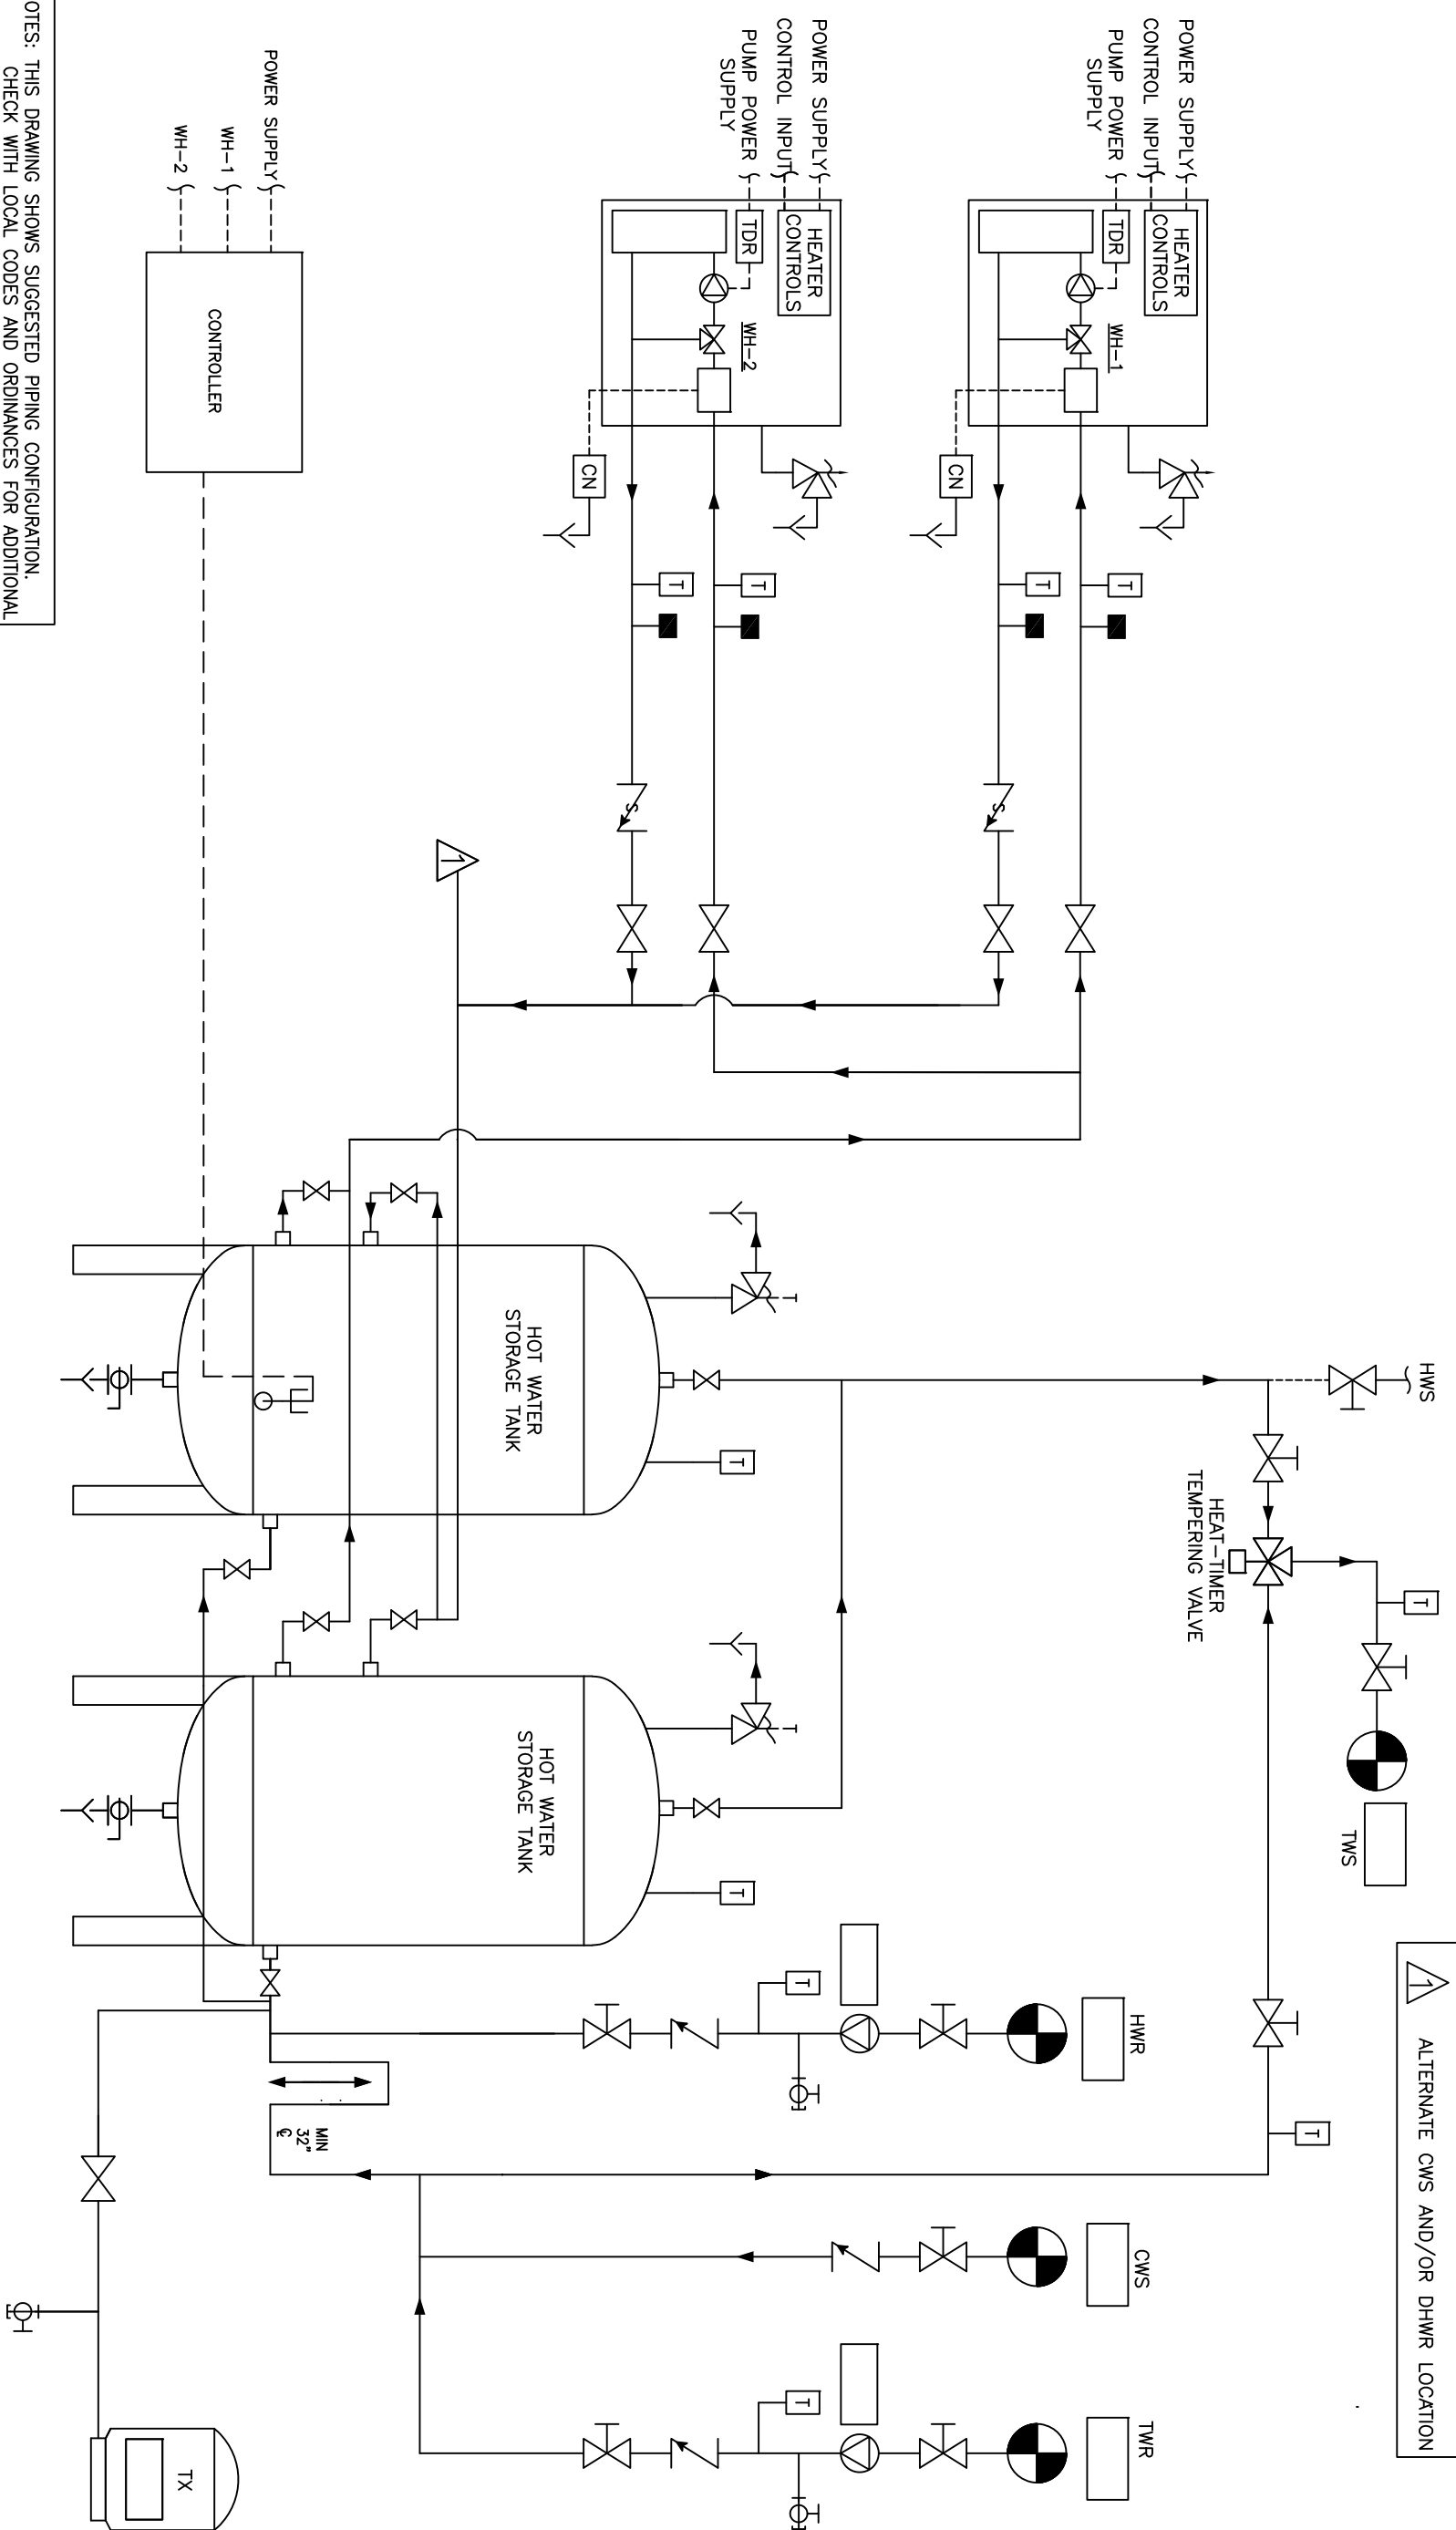 HWS
TWS
T
HEAT-TIMER
TEMPERING VALVE
1
ALTERNATE CWS AND/OR DHWR LOCATION
T
HWR
CWS
TWR
T
T
POWER SUPPLY
CONTROL INPUT
PUMP POWER
SUPPLY
HEATER
CONTROLS
TDR
WH-1
CN
T
T
POWER SUPPLY
CONTROL INPUT
PUMP POWER
SUPPLY
HEATER
CONTROLS
TDR
WH-2
CN
T
T
S
S
1
T
T
T
T
HOT WATER
STORAGE TANK
HOT WATER
STORAGE TANK
MIN
32"
℄
POWER SUPPLY
WH-1
WH-2
CONTROLLER
TX
OTES: THIS DRAWING SHOWS SUGGESTED PIPING CONFIGURATION.
CHECK WITH LOCAL CODES AND ORDINANCES FOR ADDITIONAL